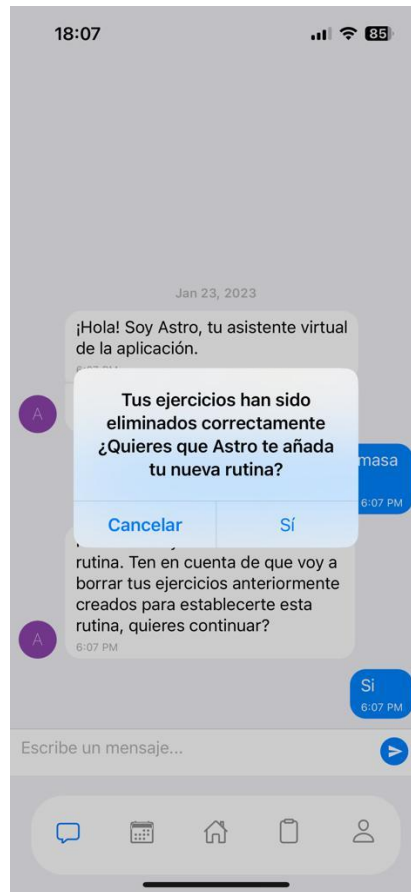 18:07
85
Jan 23, 2023
¡Hola! Soy Astro, tu asistente virtual
de la aplicación.
A
Tus ejercicios han sido
eliminados correctamente
¿Quieres que Astro te añada
tu nueva rutina?
masa
6:07 PM
Cancelar
Sí
rutina. Ten en cuenta de que voy a
borrar tus ejercicios anteriormente
creados para establecerte esta
rutina, quieres continuar?
A
6:07 PM
Si
6:07 PM
Escribe un mensaje...